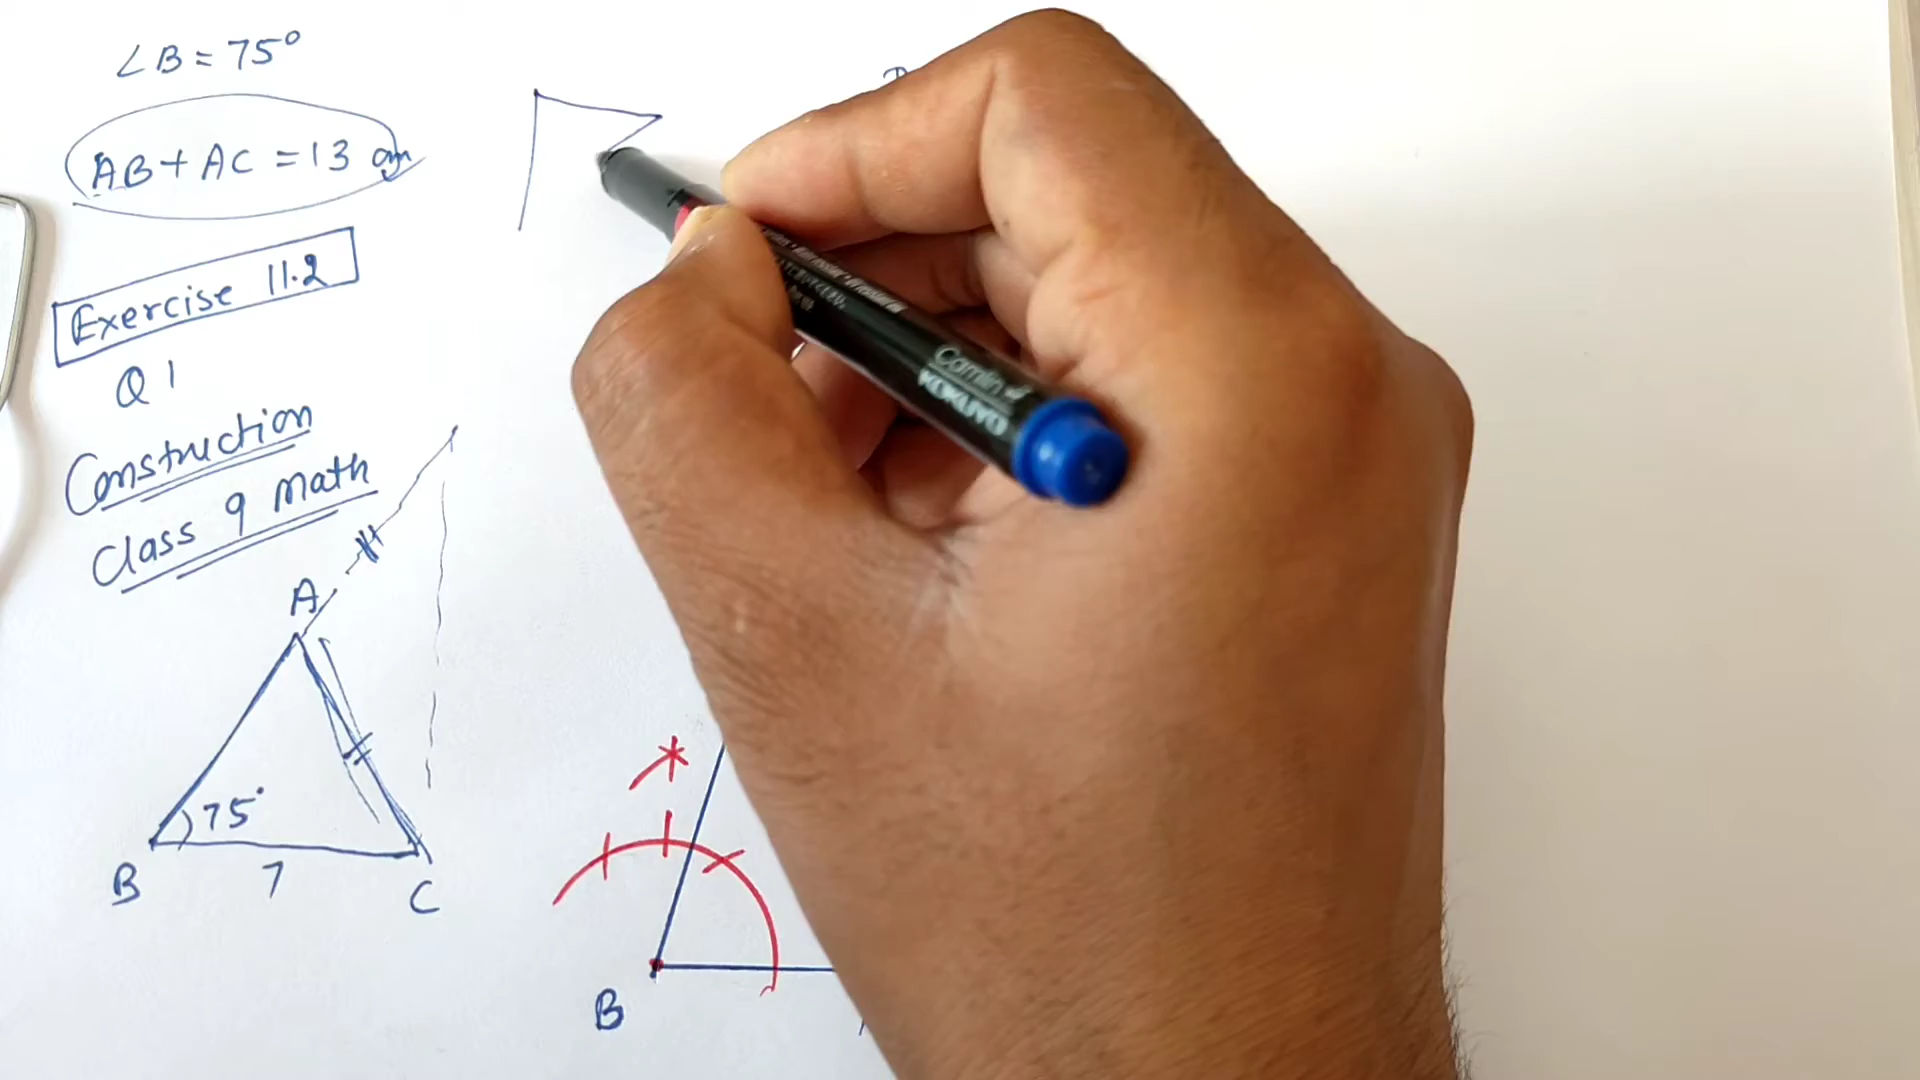 ∠B = 75°
AB + AC = 13 cm
Exercise 11.2
Q 1
Construction
Class 9 math
A
75°
B
7
C
B
Camlin
KOKUYO